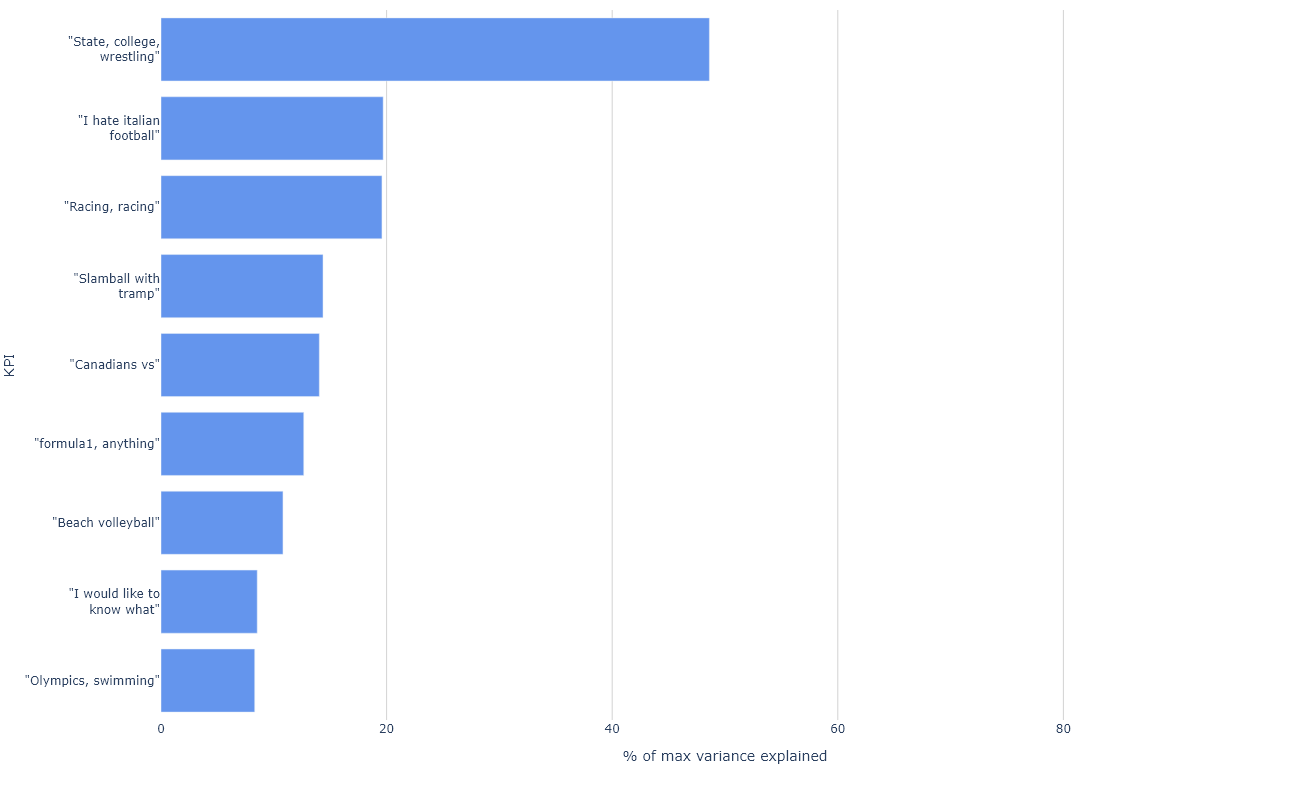 "State, college,
wrestling"
"I hate italian
football"
"Racing, racing"
"Slamball with
tramp"
"Canadians vs"
"formula1, anything"
"Beach volleyball"
"I would like to
know what"
"Olympics, swimming"
KPI
0 20 40 60 80
% of max variance explained